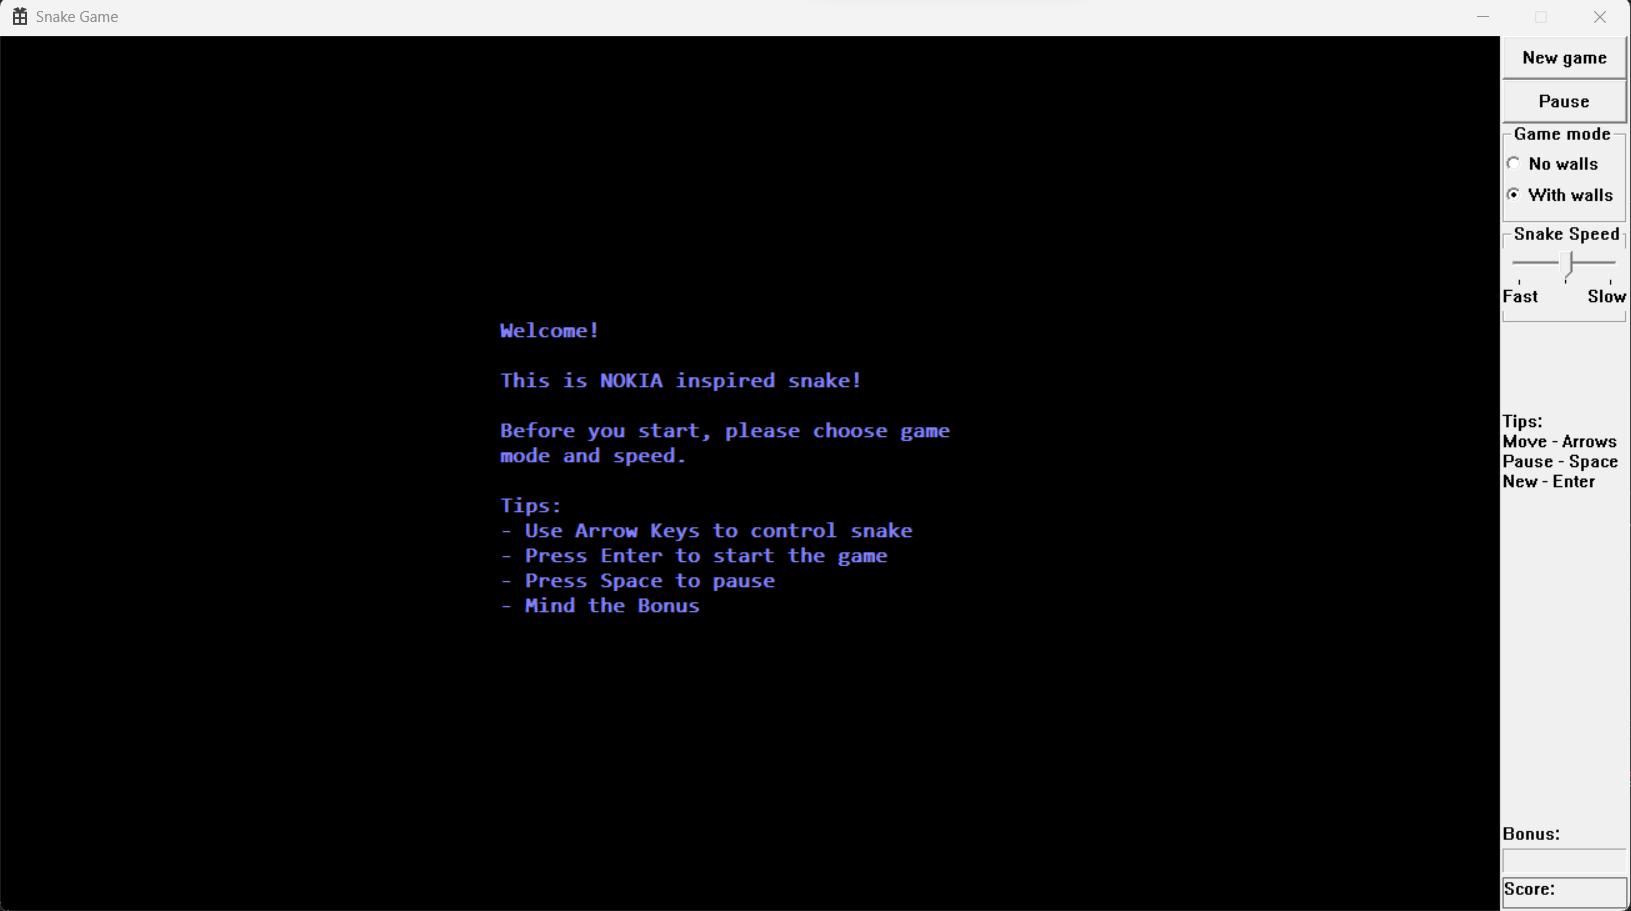 Snake Game
New game
Pause
Game mode
No walls
With walls
Snake Speed
Fast Slow
Welcome!
This is NOKIA inspired snake!
Before you start, please choose game
mode and speed.
Tips:
- Use Arrow Keys to control snake
- Press Enter to start the game
- Press Space to pause
- Mind the Bonus
Tips:
Move - Arrows
Pause - Space
New - Enter
Bonus:
Score: